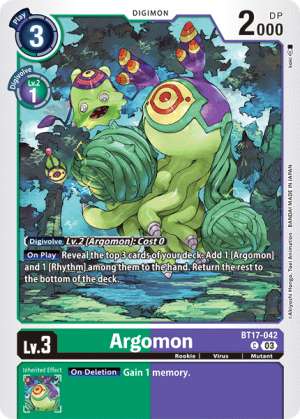 DIGIMON
Play
3
2000
DP
Digivolve
Lv.2
1
Digivolve Lv.2 [Argomon]: Cost 0
On Play Reveal the top 3 cards of your deck. Add 1 [Argomon]
and 1 [Rhythm] among them to the hand. Return the rest to
the bottom of the deck.
BT17-042
Lv.3
Argomon
C 03
Rookie Virus Mutant
Inherited Effect
On Deletion Gain 1 memory.